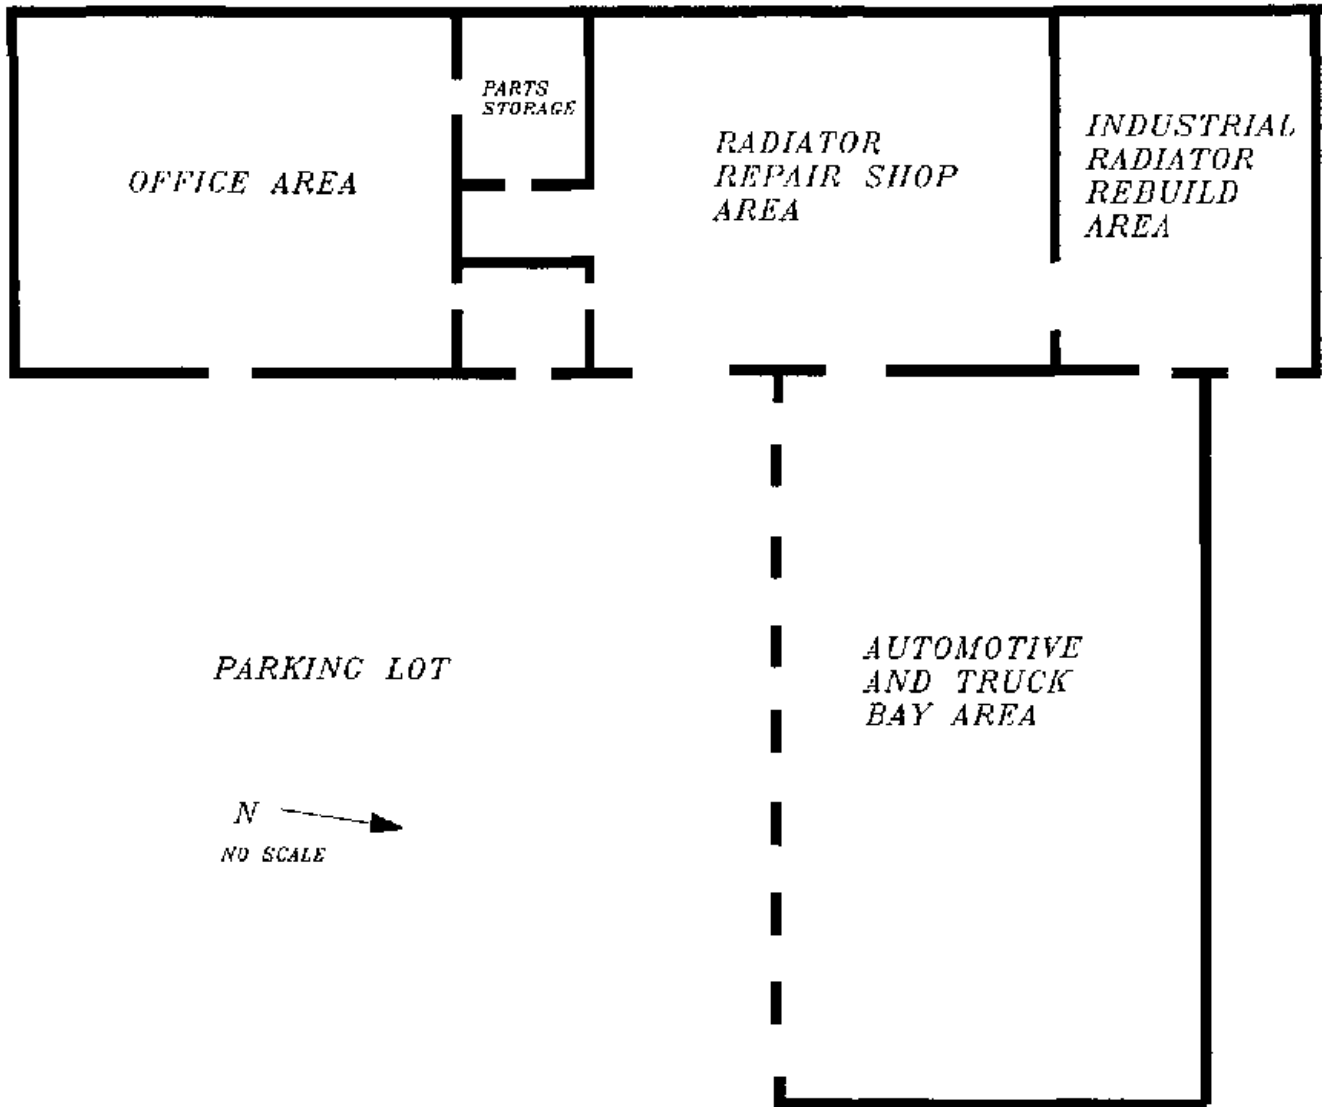 PARTS
STORAGE
OFFICE AREA
RADIATOR
REPAIR SHOP
AREA
INDUSTRIAL
RADIATOR
REBUILD
AREA
PARKING LOT
AUTOMOTIVE
AND TRUCK
BAY AREA
N
NO SCALE